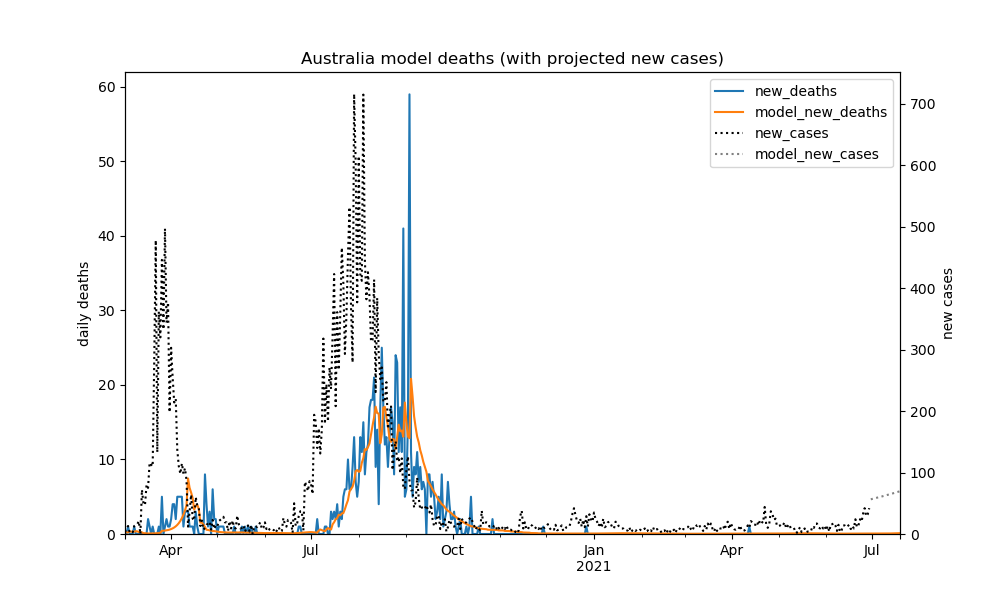 Australia model deaths (with projected new cases)
new_deaths
model_new_deaths
new_cases
model_new_cases
daily deaths
new cases
60
50
40
30
20
10
0
700
600
500
400
300
200
100
0
Apr Jul Oct Jan Apr Jul
2021